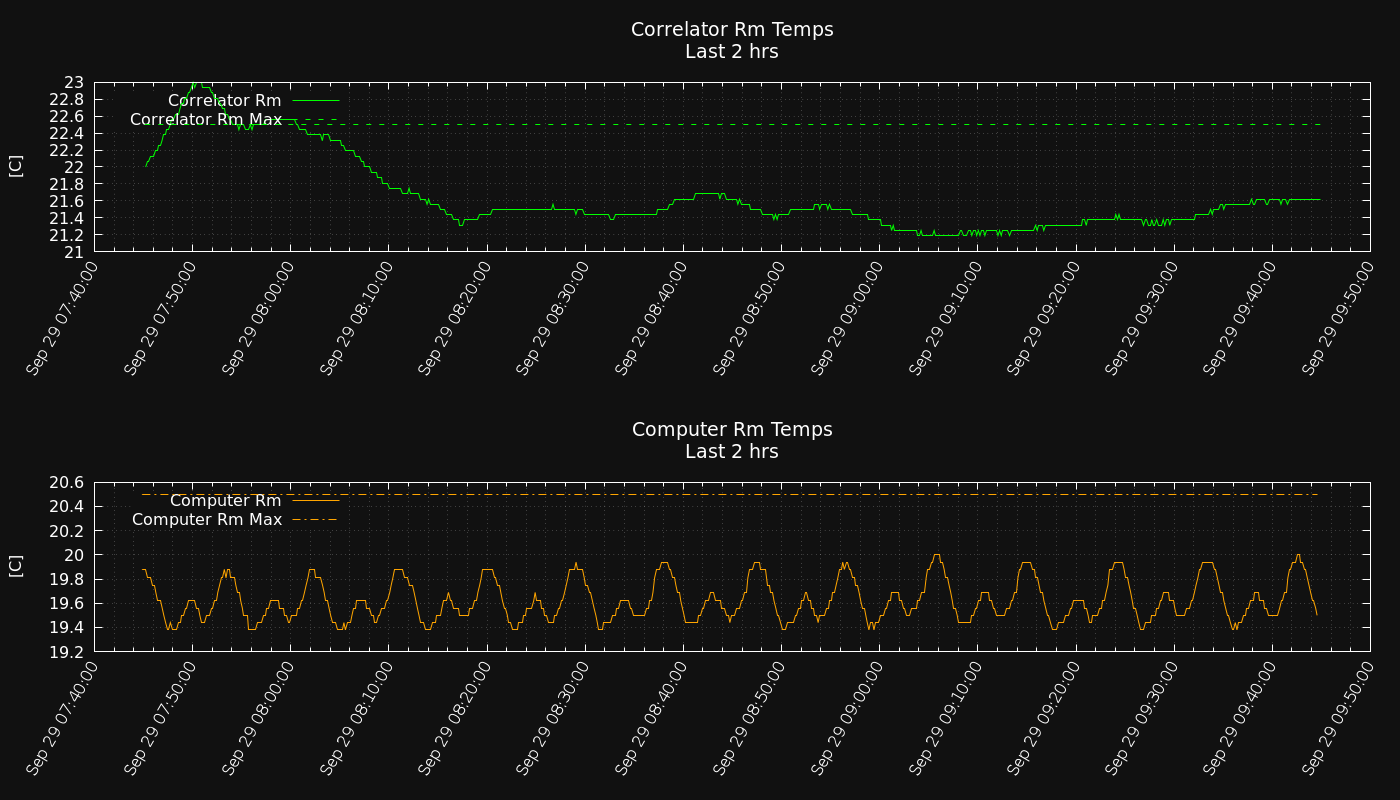 Correlator Rm Temps
Last 2 hrs
[C]
23
22.8
22.6
22.4
22.2
22
21.8
21.6
21.4
21.2
21
Correlator Rm
Correlator Rm Max
Sep 29 07:40:00
Sep 29 07:50:00
Sep 29 08:00:00
Sep 29 08:10:00
Sep 29 08:20:00
Sep 29 08:30:00
Sep 29 08:40:00
Sep 29 08:50:00
Sep 29 09:00:00
Sep 29 09:10:00
Sep 29 09:20:00
Sep 29 09:30:00
Sep 29 09:40:00
Sep 29 09:50:00
Computer Rm Temps
Last 2 hrs
[C]
20.6
20.4
20.2
20
19.8
19.6
19.4
19.2
Computer Rm
Computer Rm Max
Sep 29 07:40:00
Sep 29 07:50:00
Sep 29 08:00:00
Sep 29 08:10:00
Sep 29 08:20:00
Sep 29 08:30:00
Sep 29 08:40:00
Sep 29 08:50:00
Sep 29 09:00:00
Sep 29 09:10:00
Sep 29 09:20:00
Sep 29 09:30:00
Sep 29 09:40:00
Sep 29 09:50:00